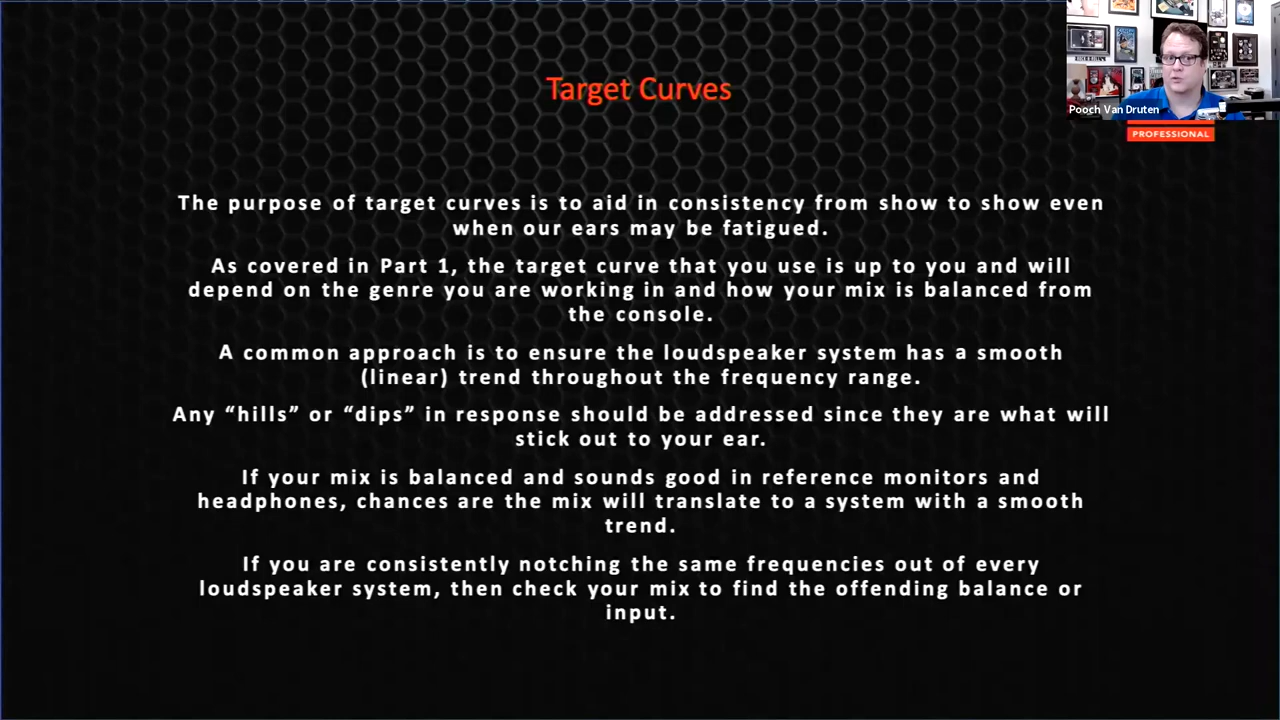 Target Curves
Pooch Van Druten
PROFESSIONAL
The purpose of target curves is to aid in consistency from show to show even
when our ears may be fatigued.
As covered in Part 1, the target curve that you use is up to you and will
depend on the genre you are working in and how your mix is balanced from
the console.
A common approach is to ensure the loudspeaker system has a smooth
(linear) trend throughout the frequency range.
Any “hills” or “dips” in response should be addressed since they are what will
stick out to your ear.
If your mix is balanced and sounds good in reference monitors and
headphones, chances are the mix will translate to a system with a smooth
trend.
If you are consistently notching the same frequencies out of every
loudspeaker system, then check your mix to find the offending balance or
input.